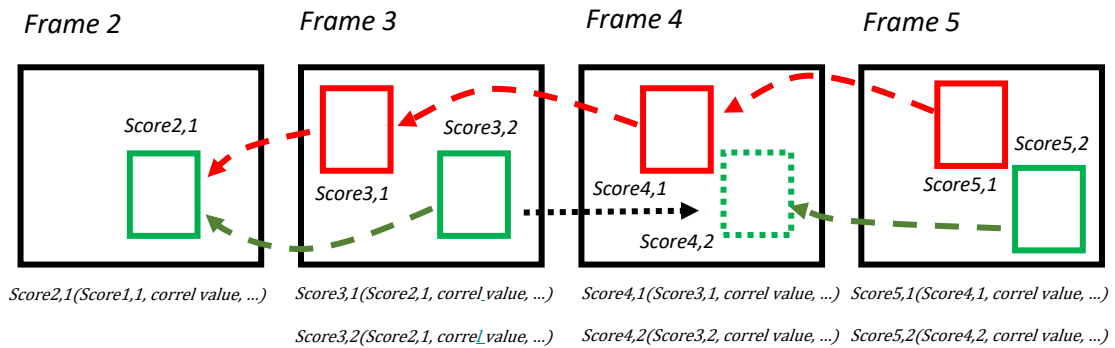 Frame 2
Frame 3
Frame 4
Frame 5
Score2,1
Score3,2
Score5,2
Score3,1
Score4,1
Score5,1
Score4,2
Score2,1(Score1,1, correl value, ...)
Score3,1(Score2,1, correl value, ...)
Score4,1(Score3,1, correl value, ...)
Score5,1(Score4,1, correl value, ...)
Score3,2(Score2,1, correl value, ...)
Score4,2(Score3,2, correl value, ...)
Score5,2(Score4,2, correl value, ...)